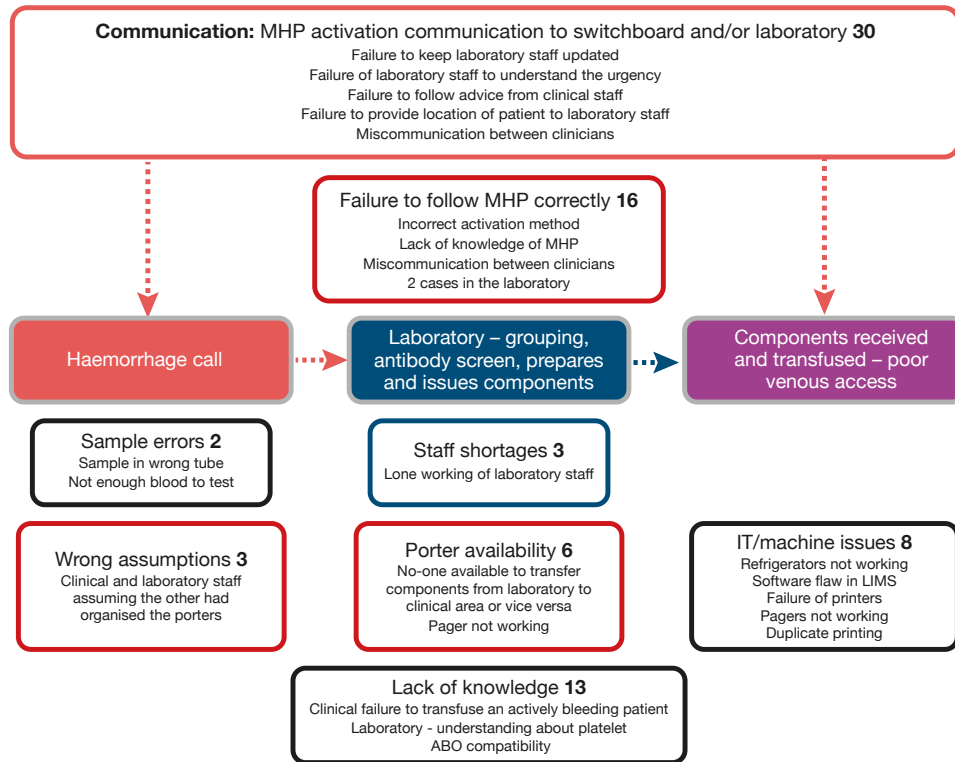 Communication: MHP activation communication to switchboard and/or laboratory 30
Failure to keep laboratory staff updated
Failure of laboratory staff to understand the urgency
Failure to follow advice from clinical staff
Failure to provide location of patient to laboratory staff
Miscommunication between clinicians
Failure to follow MHP correctly 16
Incorrect activation method
Lack of knowledge of MHP
Miscommunication between clinicians
2 cases in the laboratory
Haemorrhage call
Laboratory – grouping,
antibody screen, prepares
and issues components
Components received
and transfused – poor
venous access
Sample errors 2
Sample in wrong tube
Not enough blood to test
Staff shortages 3
Lone working of laboratory staff
Wrong assumptions 3
Clinical and laboratory staff
assuming the other had
organised the porters
Porter availability 6
No-one available to transfer
components from laboratory to
clinical area or vice versa
Pager not working
IT/machine issues 8
Refrigerators not working
Software flaw in LIMS
Failure of printers
Pagers not working
Duplicate printing
Lack of knowledge 13
Clinical failure to transfuse an actively bleeding patient
Laboratory - understanding about platelet
ABO compatibility